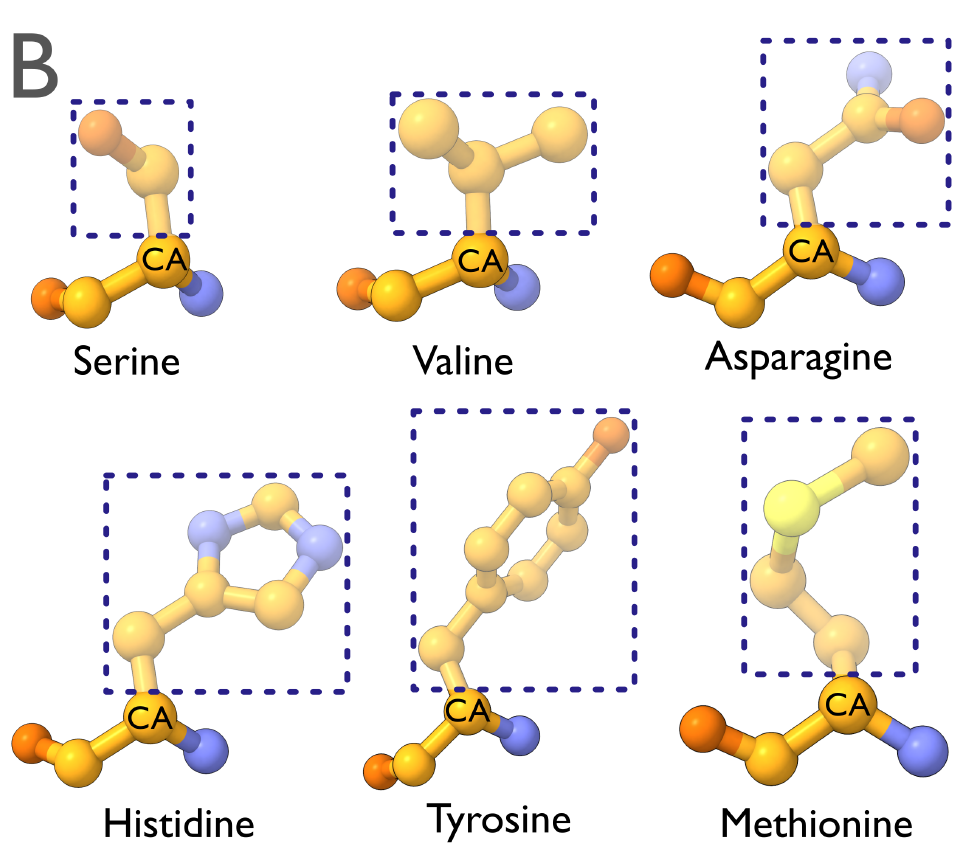 B
CA
CA
CA
Serine
Valine
Asparagine
CA
CA
CA
Histidine
Tyrosine
Methionine